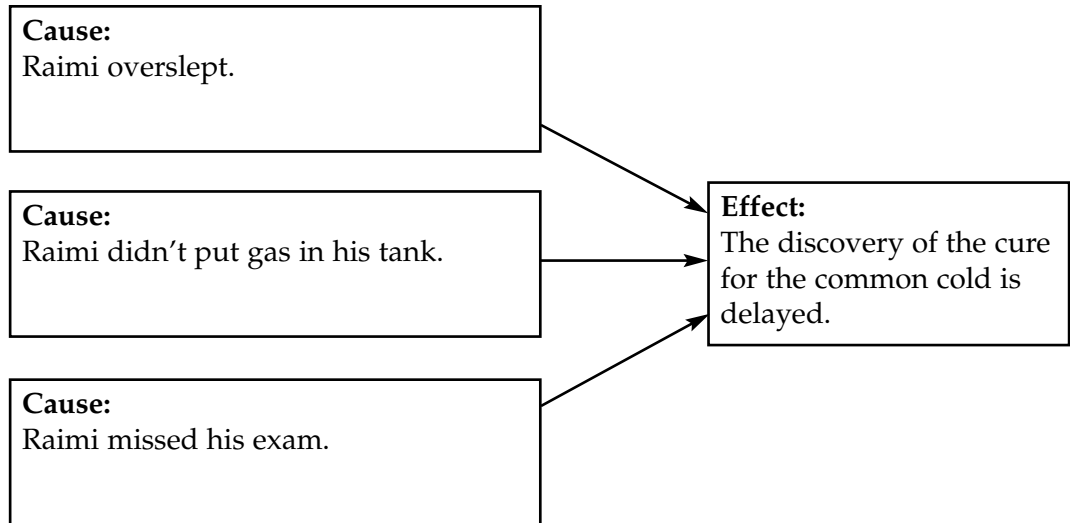 Cause:
Raimi overslept.
Cause:
Raimi didn’t put gas in his tank.
Cause:
Raimi missed his exam.
Effect:
The discovery of the cure
for the common cold is
delayed.